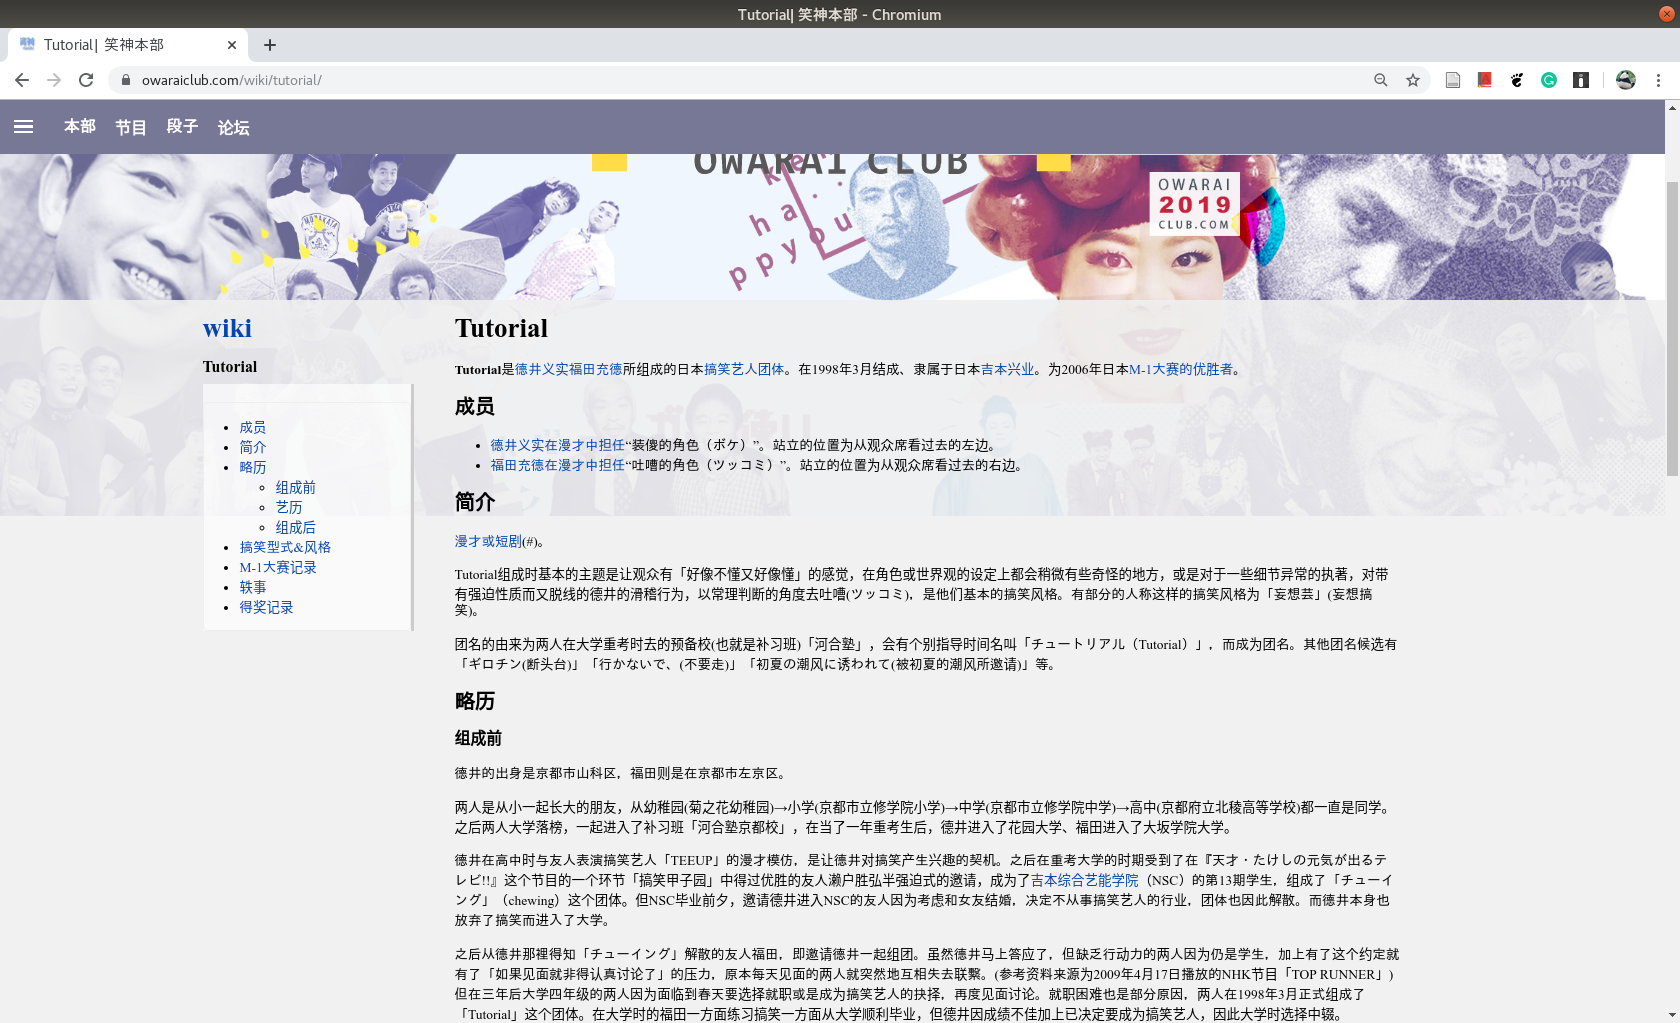 Tutorial| 笑神本部 - Chromium
Tutorial| 笑神本部
owaraiclub.com/wiki/tutorial/
本部 节目 段子 论坛
OWARAI CLUB
ha..
ppyou
OWARAI
2019
CLUB.COM
wiki
Tutorial
成员
简介
略历
组成前
艺历
组成后
搞笑型式&风格
M-1大赛记录
轶事
得奖记录
Tutorial
Tutorial是德井义实福田充德所组成的日本搞笑艺人团体。在1998年3月结成、隶属于日本吉本兴业。为2006年日本M-1大赛的优胜者。
成员
德井义实在漫才中担任“装傻的角色（ボケ）”。站立的位置为从观众席看过去的左边。
福田充德在漫才中担任“吐嘈的角色（ツッコミ）”。站立的位置为从观众席看过去的右边。
简介
漫才或短剧(#)。
Tutorial组成时基本的主题是让观众有「好像不懂又好像懂」的感觉，在角色或世界观的设定上都会稍微有些奇怪的地方，或是对于一些细节异常的执著，对带
有强迫性质而又脱线的德井的滑稽行为，以常理判断的角度去吐嘈(ツッコミ)，是他们基本的搞笑风格。有部分的人称这样的搞笑风格为「妄想芸」(妄想搞
笑)。
团名的由来为两人在大学重考时去的预备校(也就是补习班)「河合塾」，会有个别指导时间名叫「チュートリアル（Tutorial）」，而成为团名。其他团名候选有
「ギロチン(断头台)」「行かないで、(不要走)」「初夏の潮风に诱われて(被初夏的潮风所邀请)」等。
略历
组成前
德井的出身是京都市山科区，福田则是在京都市左京区。
两人是从小一起长大的朋友，从幼稚园(菊之花幼稚园)→小学(京都市立修学院小学)→中学(京都市立修学院中学)→高中(京都府立北稜高等学校)都一直是同学。
之后两人大学落榜，一起进入了补习班「河合塾京都校」，在当了一年重考生后，德井进入了花园大学、福田进入了大坂学院大学。
德井在高中时与友人表演搞笑艺人「TEEUP」的漫才模仿，是让德井对搞笑产生兴趣的契机。之后在重考大学的时期受到了在『天才・たけしの元気が出るテ
レビ!!』这个节目的一个环节「搞笑甲子园」中得过优胜的友人濑户胜弘半强迫式的邀请，成为了吉本综合艺能学院（NSC）的第13期学生，组成了「チューイ
ング」（chewing）这个团体。但NSC毕业前夕，邀请德井进入NSC的友人因为考虑和女友结婚，决定不从事搞笑艺人的行业，团体也因此解散。而德井本身也
放弃了搞笑而进入了大学。
之后从德井那裡得知「チューイング」解散的友人福田，即邀请德井一起组团。虽然德井马上答应了，但缺乏行动力的两人因为仍是学生，加上有了这个约定就
有了「如果见面就非得认真讨论了」的压力，原本每天见面的两人就突然地互相失去联繫。(参考资料来源为2009年4月17日播放的NHK节目「TOP RUNNER」)
但在三年后大学四年级的两人因为面临到春天要选择就职或是成为搞笑艺人的抉择，再度见面讨论。就职困难也是部分原因，两人在1998年3月正式组成了
「Tutorial」这个团体。在大学时的福田一方面练习搞笑一方面从大学顺利毕业，但德井因成绩不佳加上已决定要成为搞笑艺人，因此大学时选择中辍。